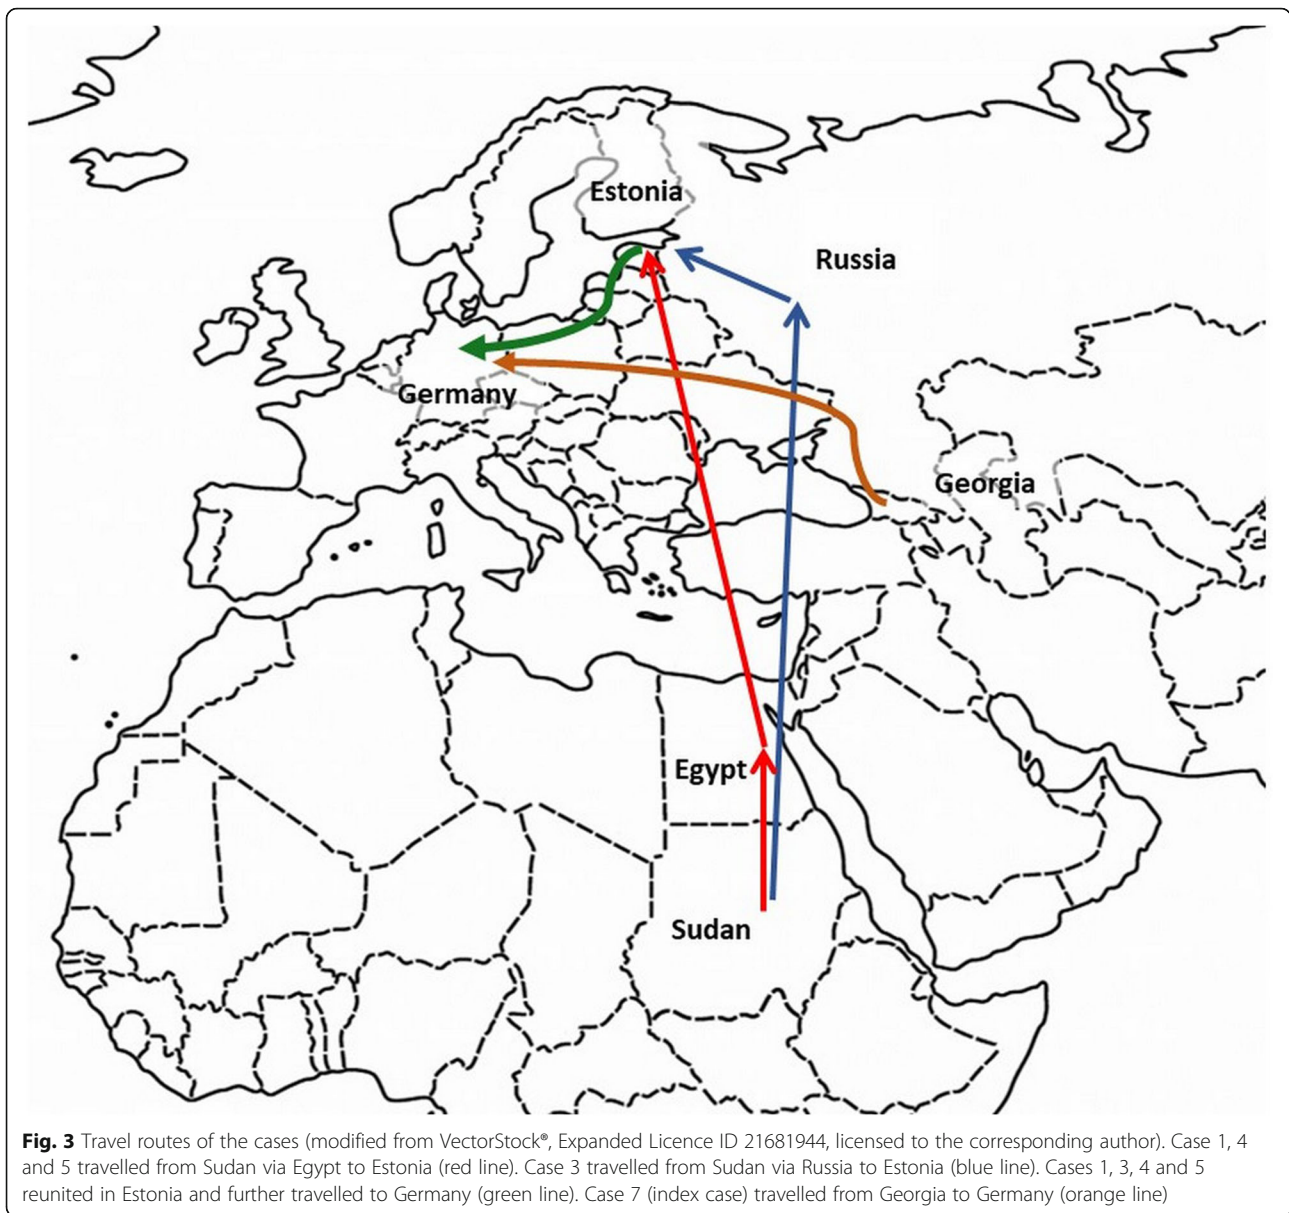 Estonia
Russia
Germany
Georgia
Egypt
Sudan
Fig. 3 Travel routes of the cases (modified from VectorStock®, Expanded Licence ID 21681944, licensed to the corresponding author). Case 1, 4
and 5 travelled from Sudan via Egypt to Estonia (red line). Case 3 travelled from Sudan via Russia to Estonia (blue line). Cases 1, 3, 4 and 5
reunited in Estonia and further travelled to Germany (green line). Case 7 (index case) travelled from Georgia to Germany (orange line)